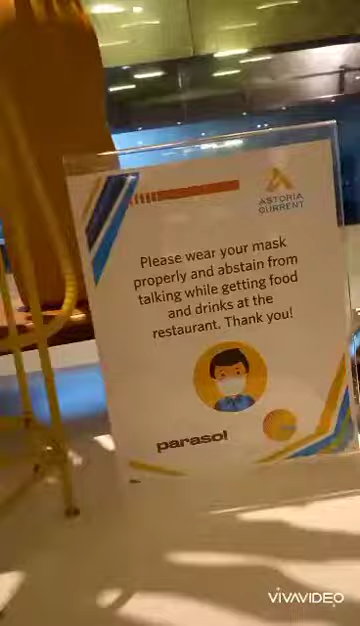 ASTORIA
CURRENT
Please wear your mask
properly and abstain from
talking while getting food
and drinks at the
restaurant. Thank you!
parasol
VIVAVIDEO